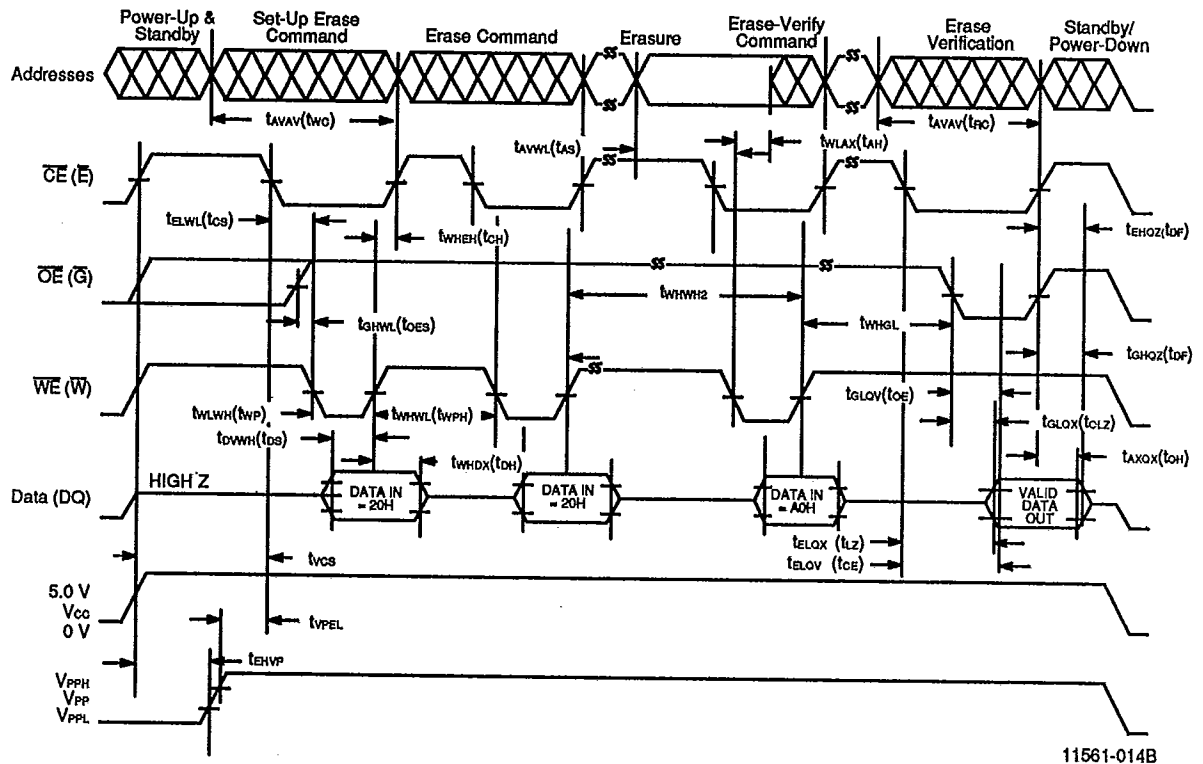 Power-Up & Standby
Set-Up Erase Command
Erase Command
Erasure
Erase-Verify Command
Erase Verification
Standby/ Power-Down
Addresses
tAVAV(tWC)
tAVWL(tAS)
tWLAX(tAH)
tAVAV(tRC)
CE (E)
tELWL(tCS)
tWHEH(tCH)
tEHQZ(tDF)
OE (G)
tGHWL(tOES)
tWHWH2
tWHGL
tGHQZ(tDF)
WE (W)
tWLWH(tWP)
tWHWL(tWPH)
tGLQV(tOE)
tGLQX(tOLZ)
tDVWH(tDS)
tWHDX(tDH)
tAXQX(tOH)
Data (DQ)
HIGH Z
DATA IN = 20H
DATA IN = 20H
DATA IN = A0H
VALID DATA OUT
tELQX (tLZ)
tELQV (tCE)
tVCS
5.0 V
VCC
0 V
tVPEL
tEHVP
VPPH
VPP
VPPL
11561-014B